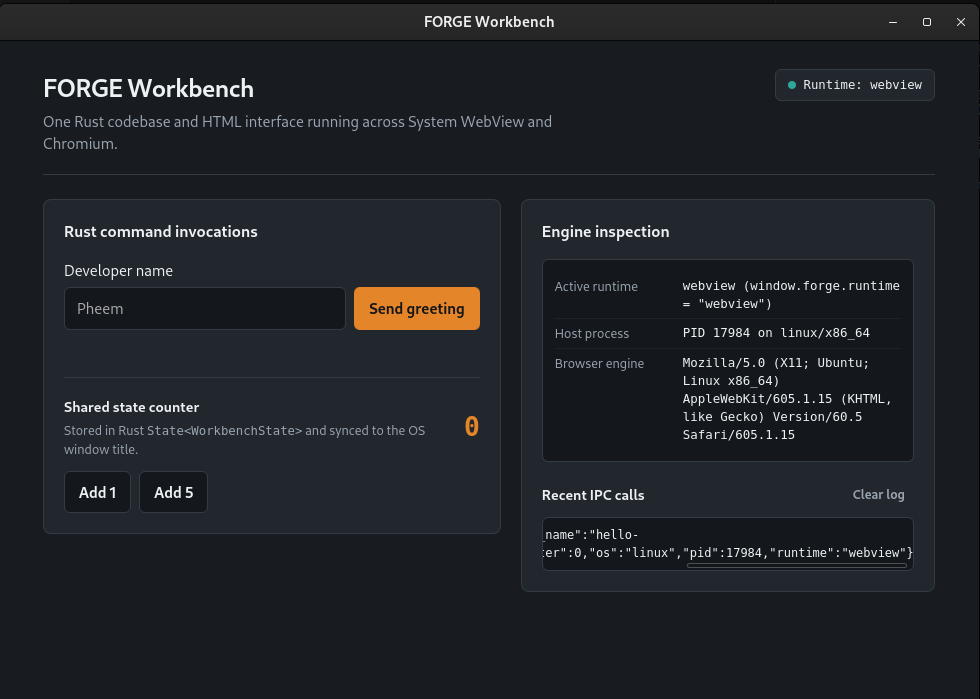 FORGE Workbench
FORGE Workbench
Runtime: webview
One Rust codebase and HTML interface running across System WebView and
Chromium.
Rust command invocations
Developer name
Pheem
Send greeting
Shared state counter
Stored in Rust State<WorkbenchState> and synced to the OS
window title.
0
Add 1
Add 5
Engine inspection
Active runtime
webview (window.forge.runtime
= "webview")
Host process
PID 17984 on linux/x86_64
Browser engine
Mozilla/5.0 (X11; Ubuntu;
Linux x86_64)
AppleWebKit/605.1.15 (KHTML,
like Gecko) Version/60.5
Safari/605.1.15
Recent IPC calls
Clear log
_name":"hello-
er":0,"os":"linux","pid":17984,"runtime":"webview"}